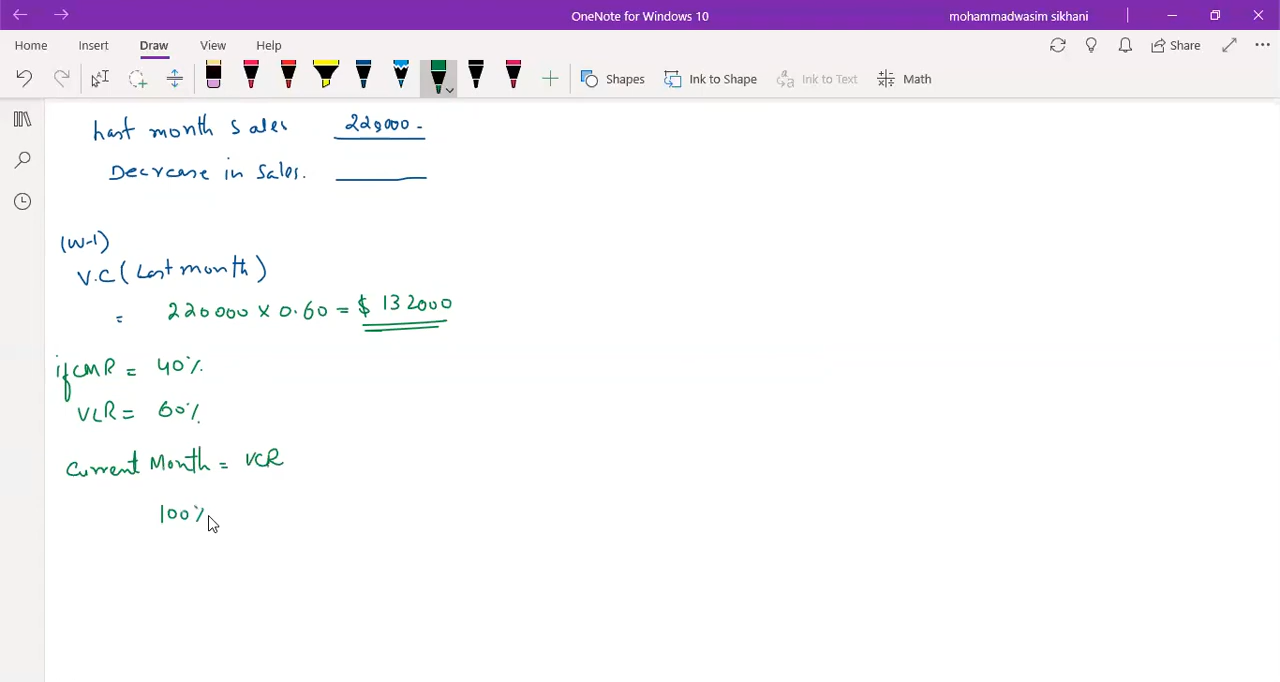 OneNote for Windows 10
mohammadwasim sikhani
Home Insert Draw View Help
Share
Shapes Ink to Shape Ink to Text Math
Last month sales 220000.
Decrease in sales.
(W-1)
V.C (Last month)
= 220000 × 0.60 = $ 132000
if CMR = 40%
VCR = 60%
Current Month = VCR
100%